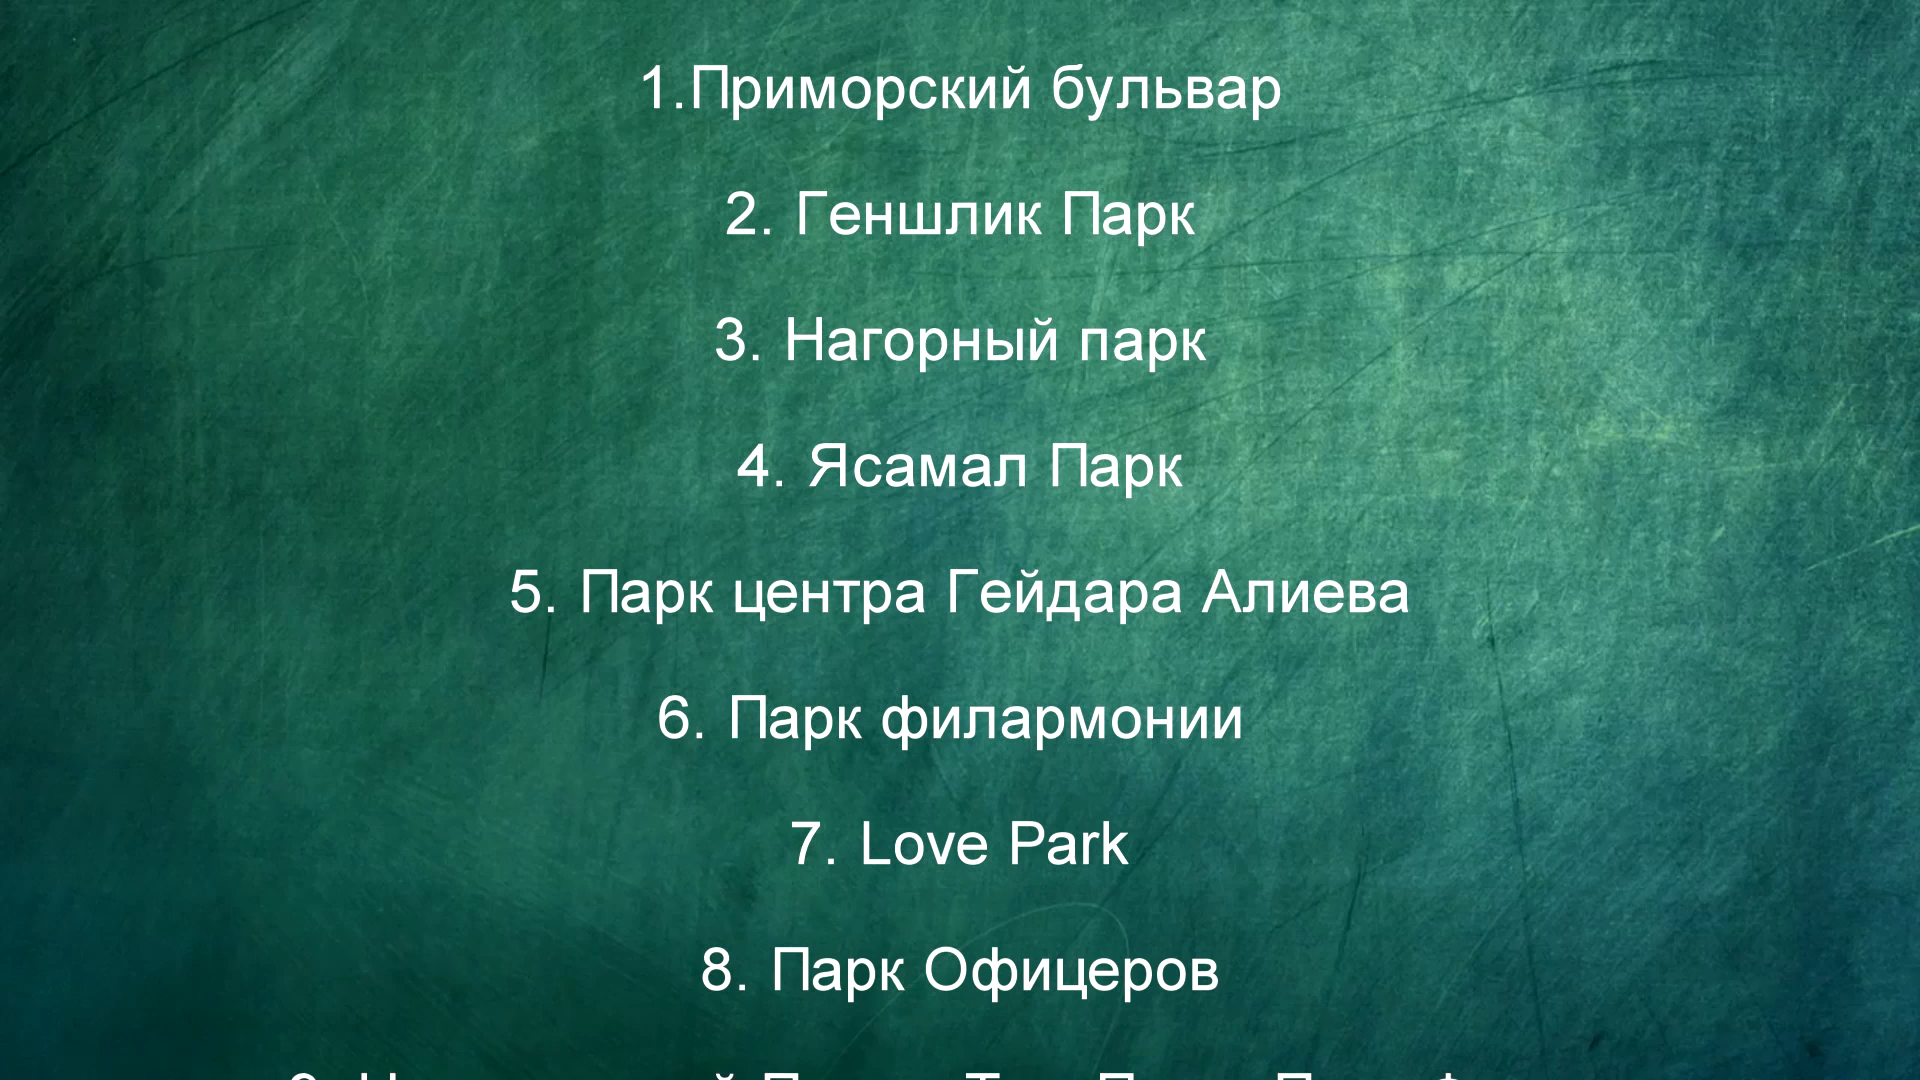 1.Приморский бульвар
2. Геншлик Парк
3. Нагорный парк
4. Ясамал Парк
5. Парк центра Гейдара Алиева
6. Парк филармонии
7. Love Park
8. Парк Офицеров